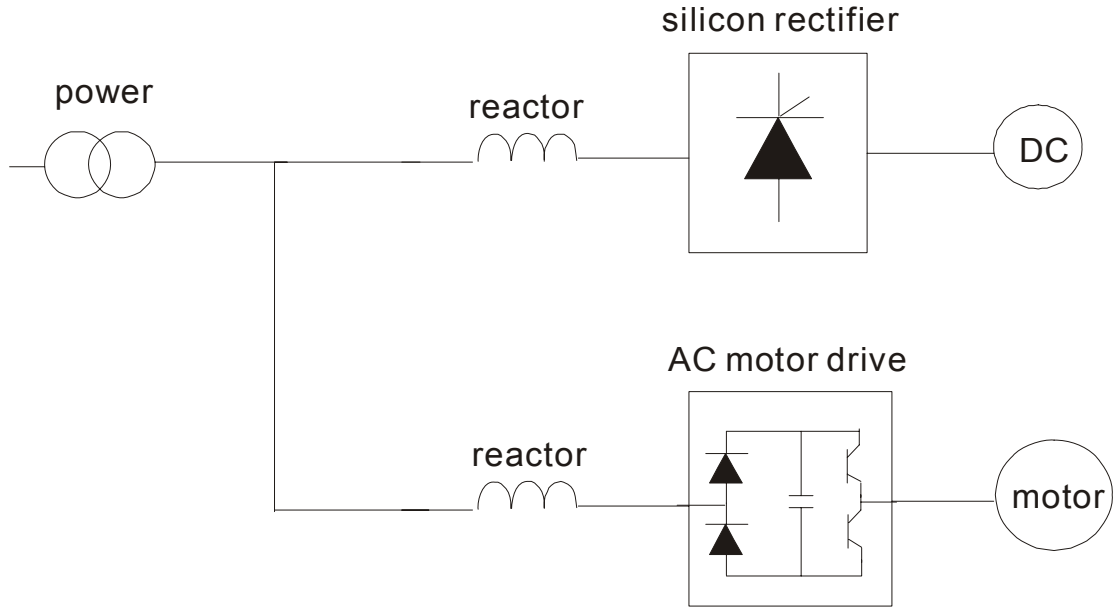 silicon rectifier
power
reactor
DC
AC motor drive
reactor
motor